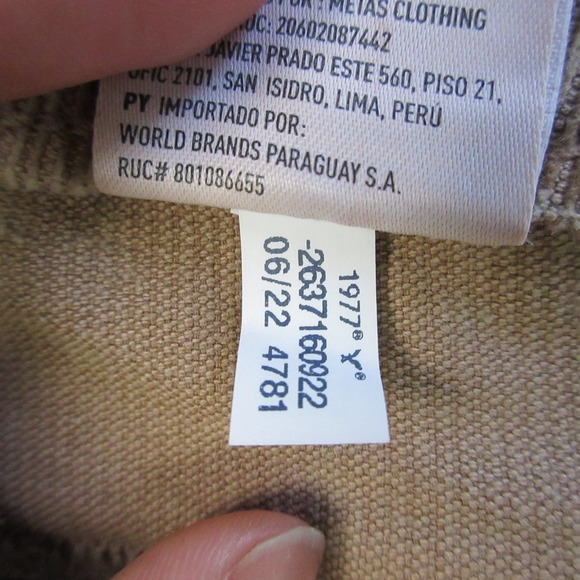 : METAS CLOTHING
RUC: 20602087442
JAVIER PRADO ESTE 560, PISO 21,
OFIC 2101, SAN ISIDRO, LIMA, PERÚ
PY IMPORTADO POR:
WORLD BRANDS PARAGUAY S.A.
RUC# 801086655
1977® Y®
-2637160922
06/22 4781